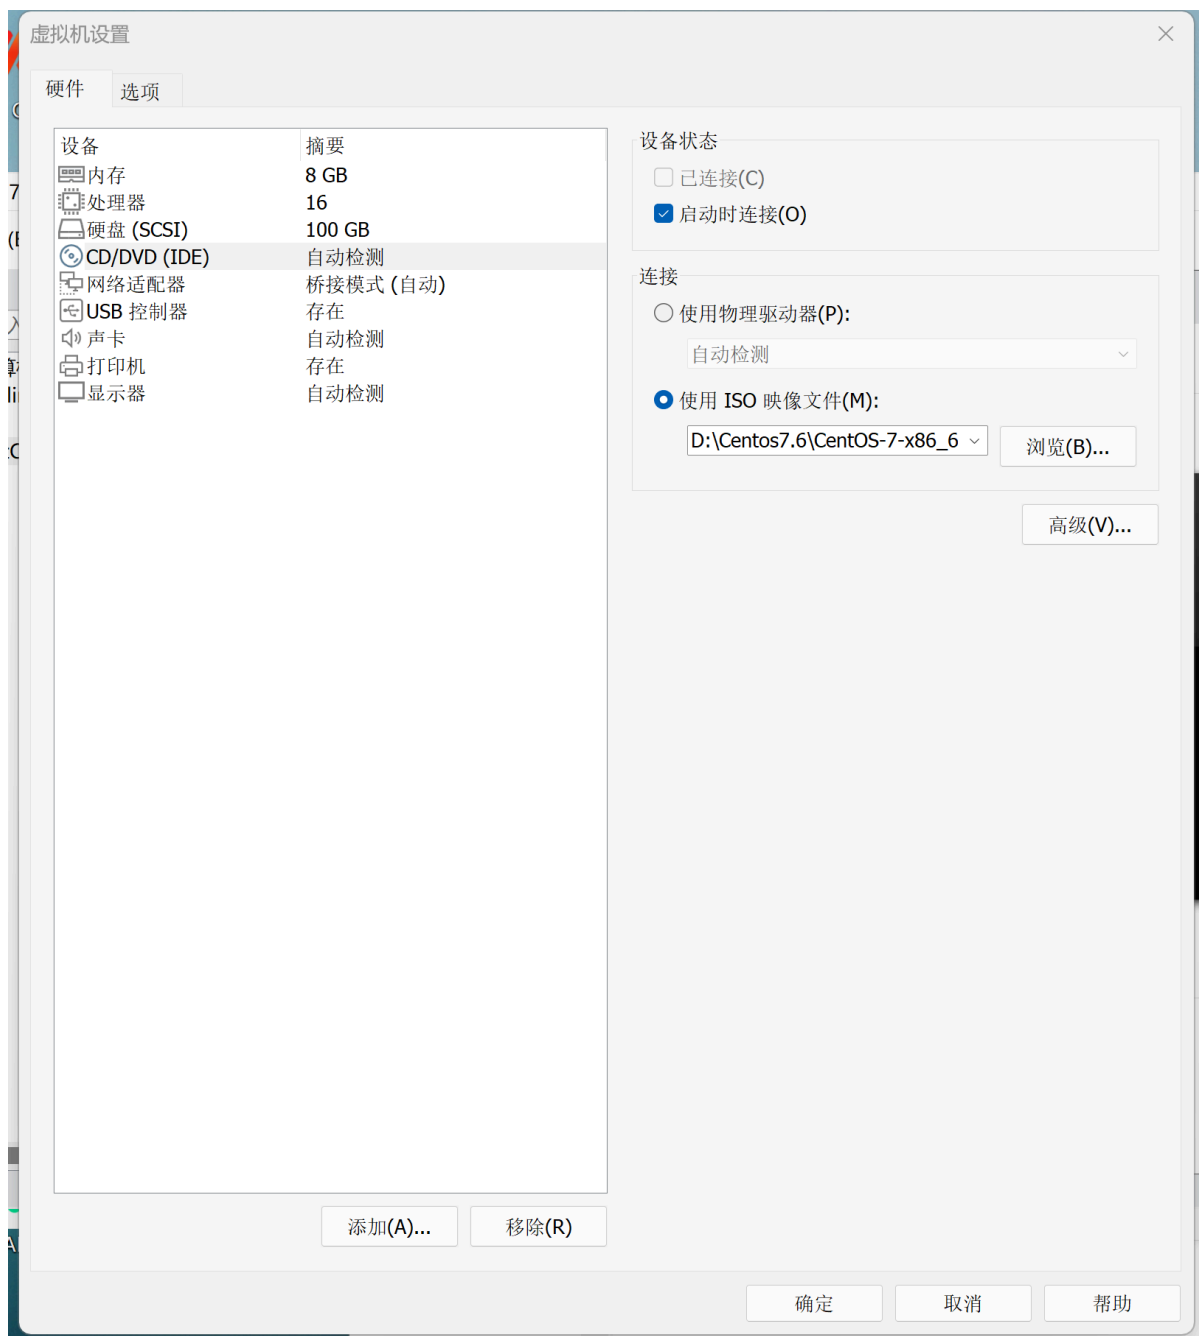 虚拟机设置
硬件
选项
设备 摘要
内存 8 GB
处理器 16
硬盘 (SCSI) 100 GB
CD/DVD (IDE) 自动检测
网络适配器 桥接模式 (自动)
USB 控制器 存在
声卡 自动检测
打印机 存在
显示器 自动检测
添加(A)...
移除(R)
设备状态
已连接(C)
启动时连接(O)
连接
使用物理驱动器(P):
自动检测
使用 ISO 映像文件(M):
D:\Centos7.6\CentOS-7-x86_6
浏览(B)...
高级(V)...
确定
取消
帮助